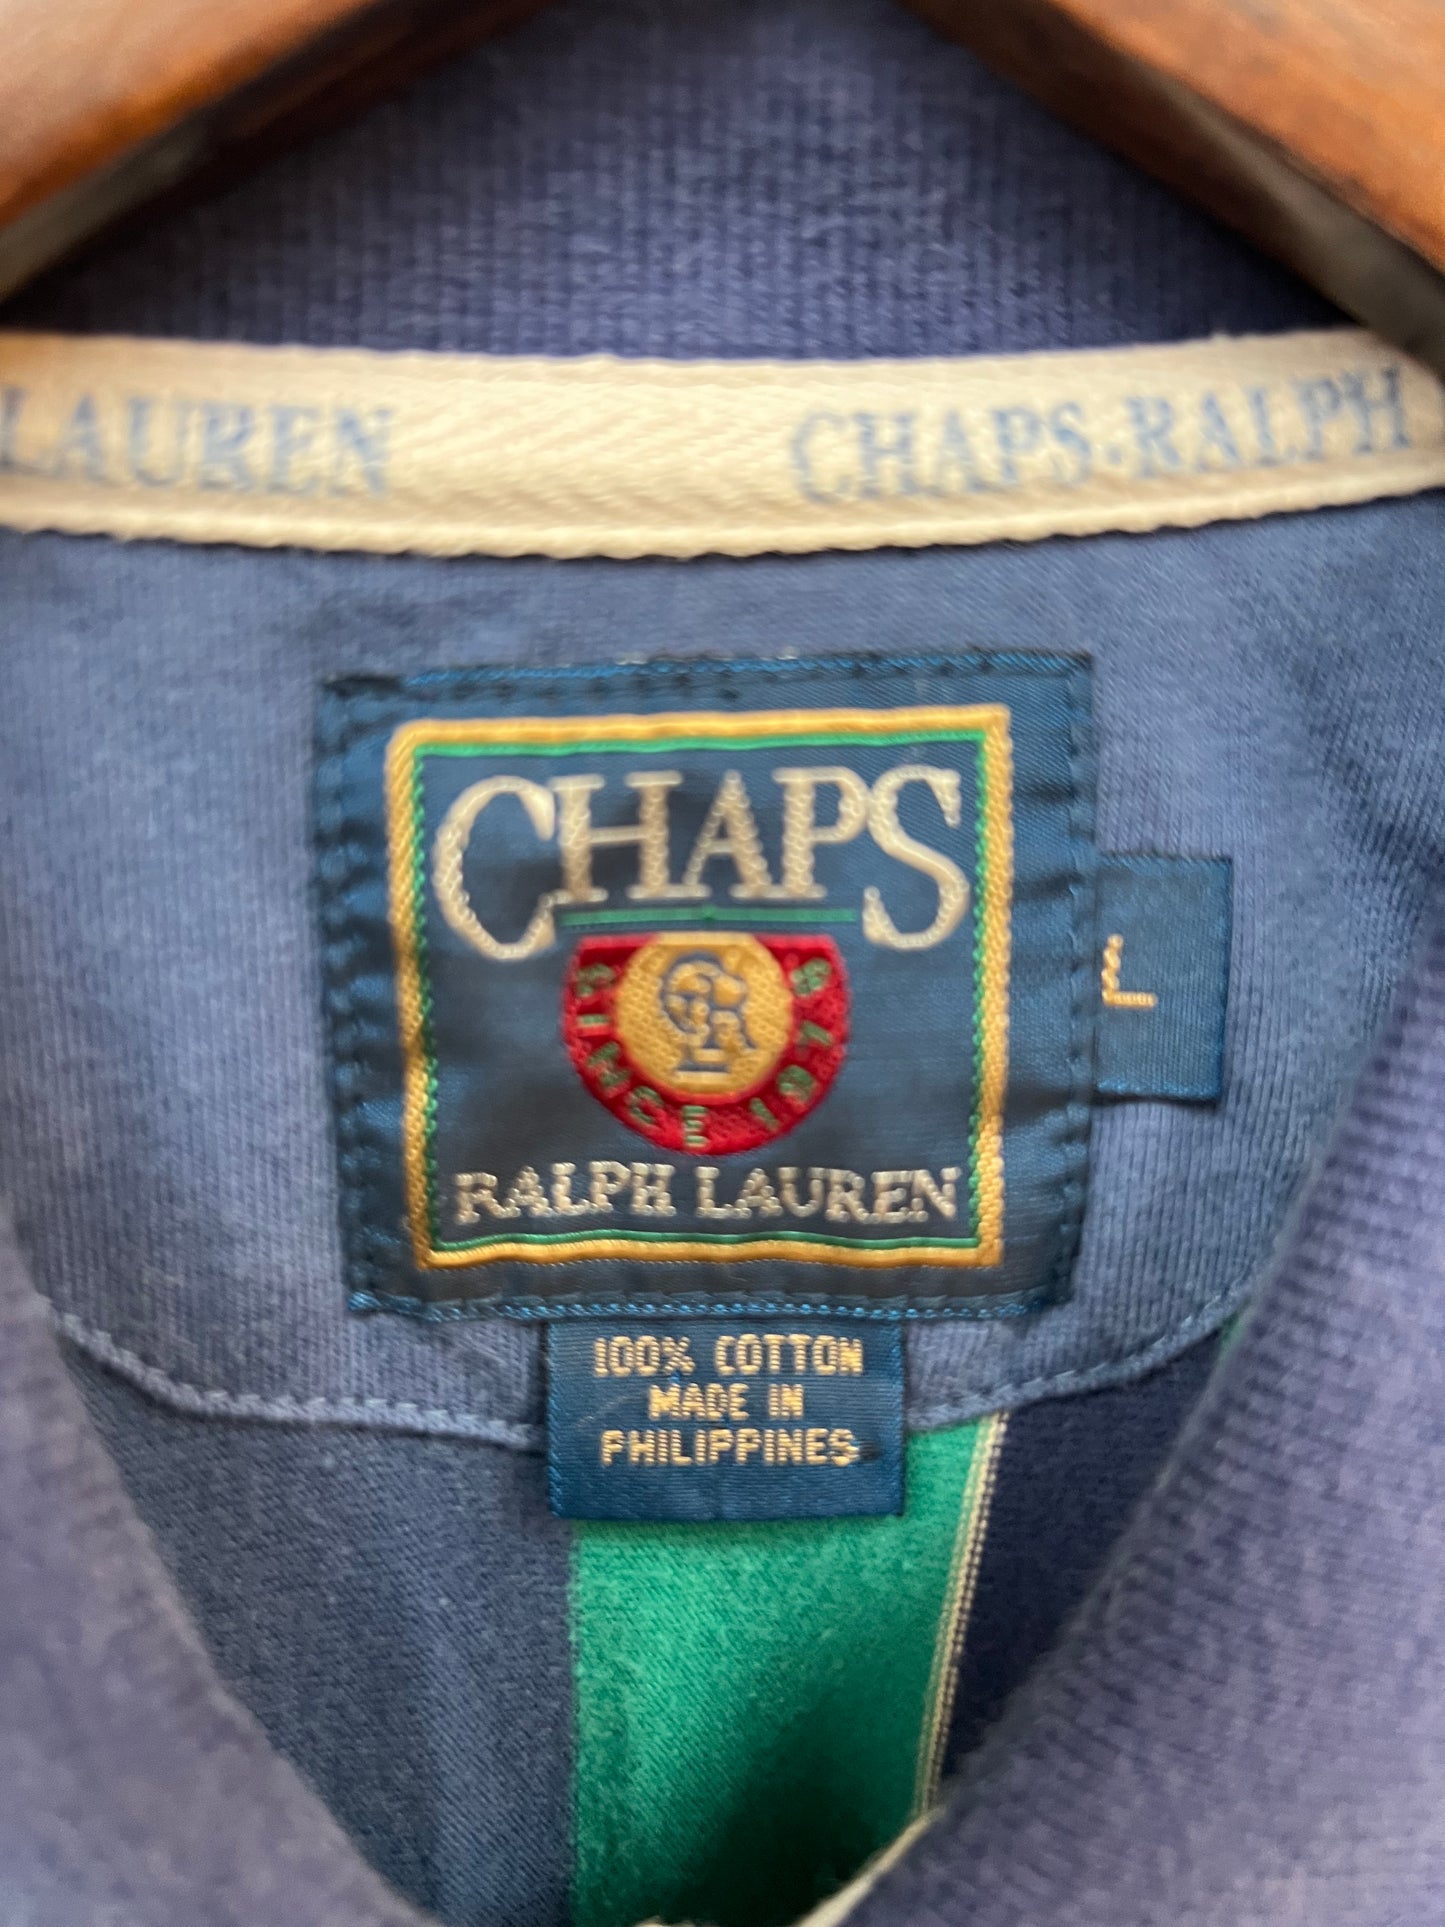 LAUREN CHAPS·RALPH
CHAPS
SINCE 1978
L
RALPH LAUREN
100% COTTON
MADE IN
PHILIPPINES